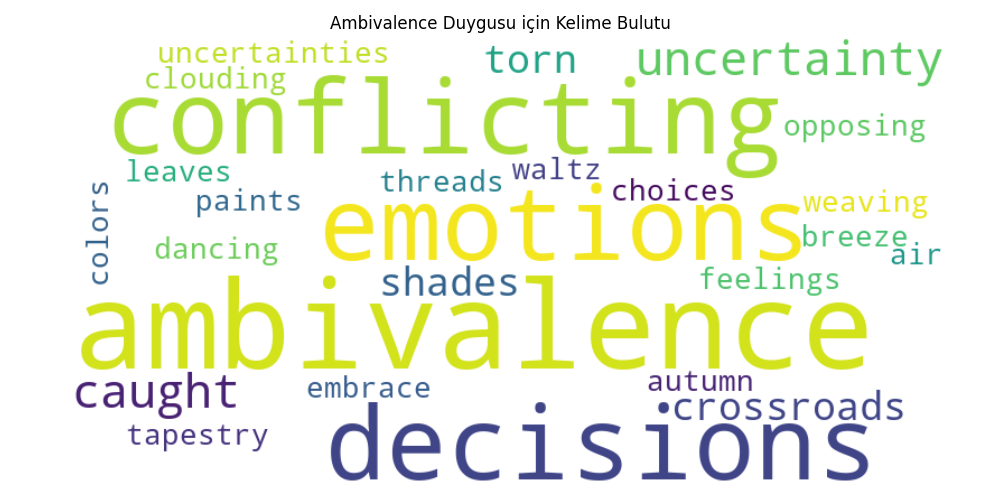 Ambivalence Duygusu için Kelime Bulutu
uncertainties
torn
uncertainty
clouding
conflicting
opposing
leaves
threads
waltz
choices
colors
paints
emotions
weaving
dancing
breeze
air
shades
feelings
ambivalence
caught
embrace
autumn
crossroads
tapestry
decisions